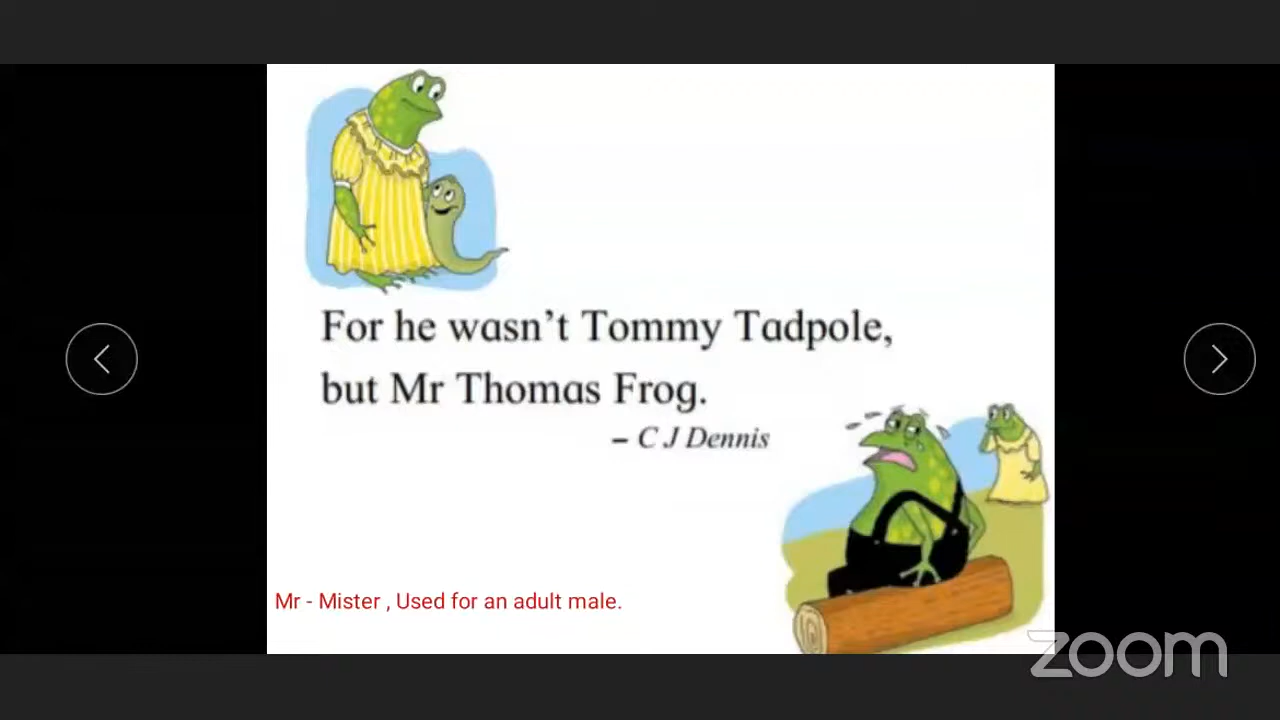 For he wasn't Tommy Tadpole,
but Mr Thomas Frog.
– C J Dennis
Mr - Mister , Used for an adult male.
zoom